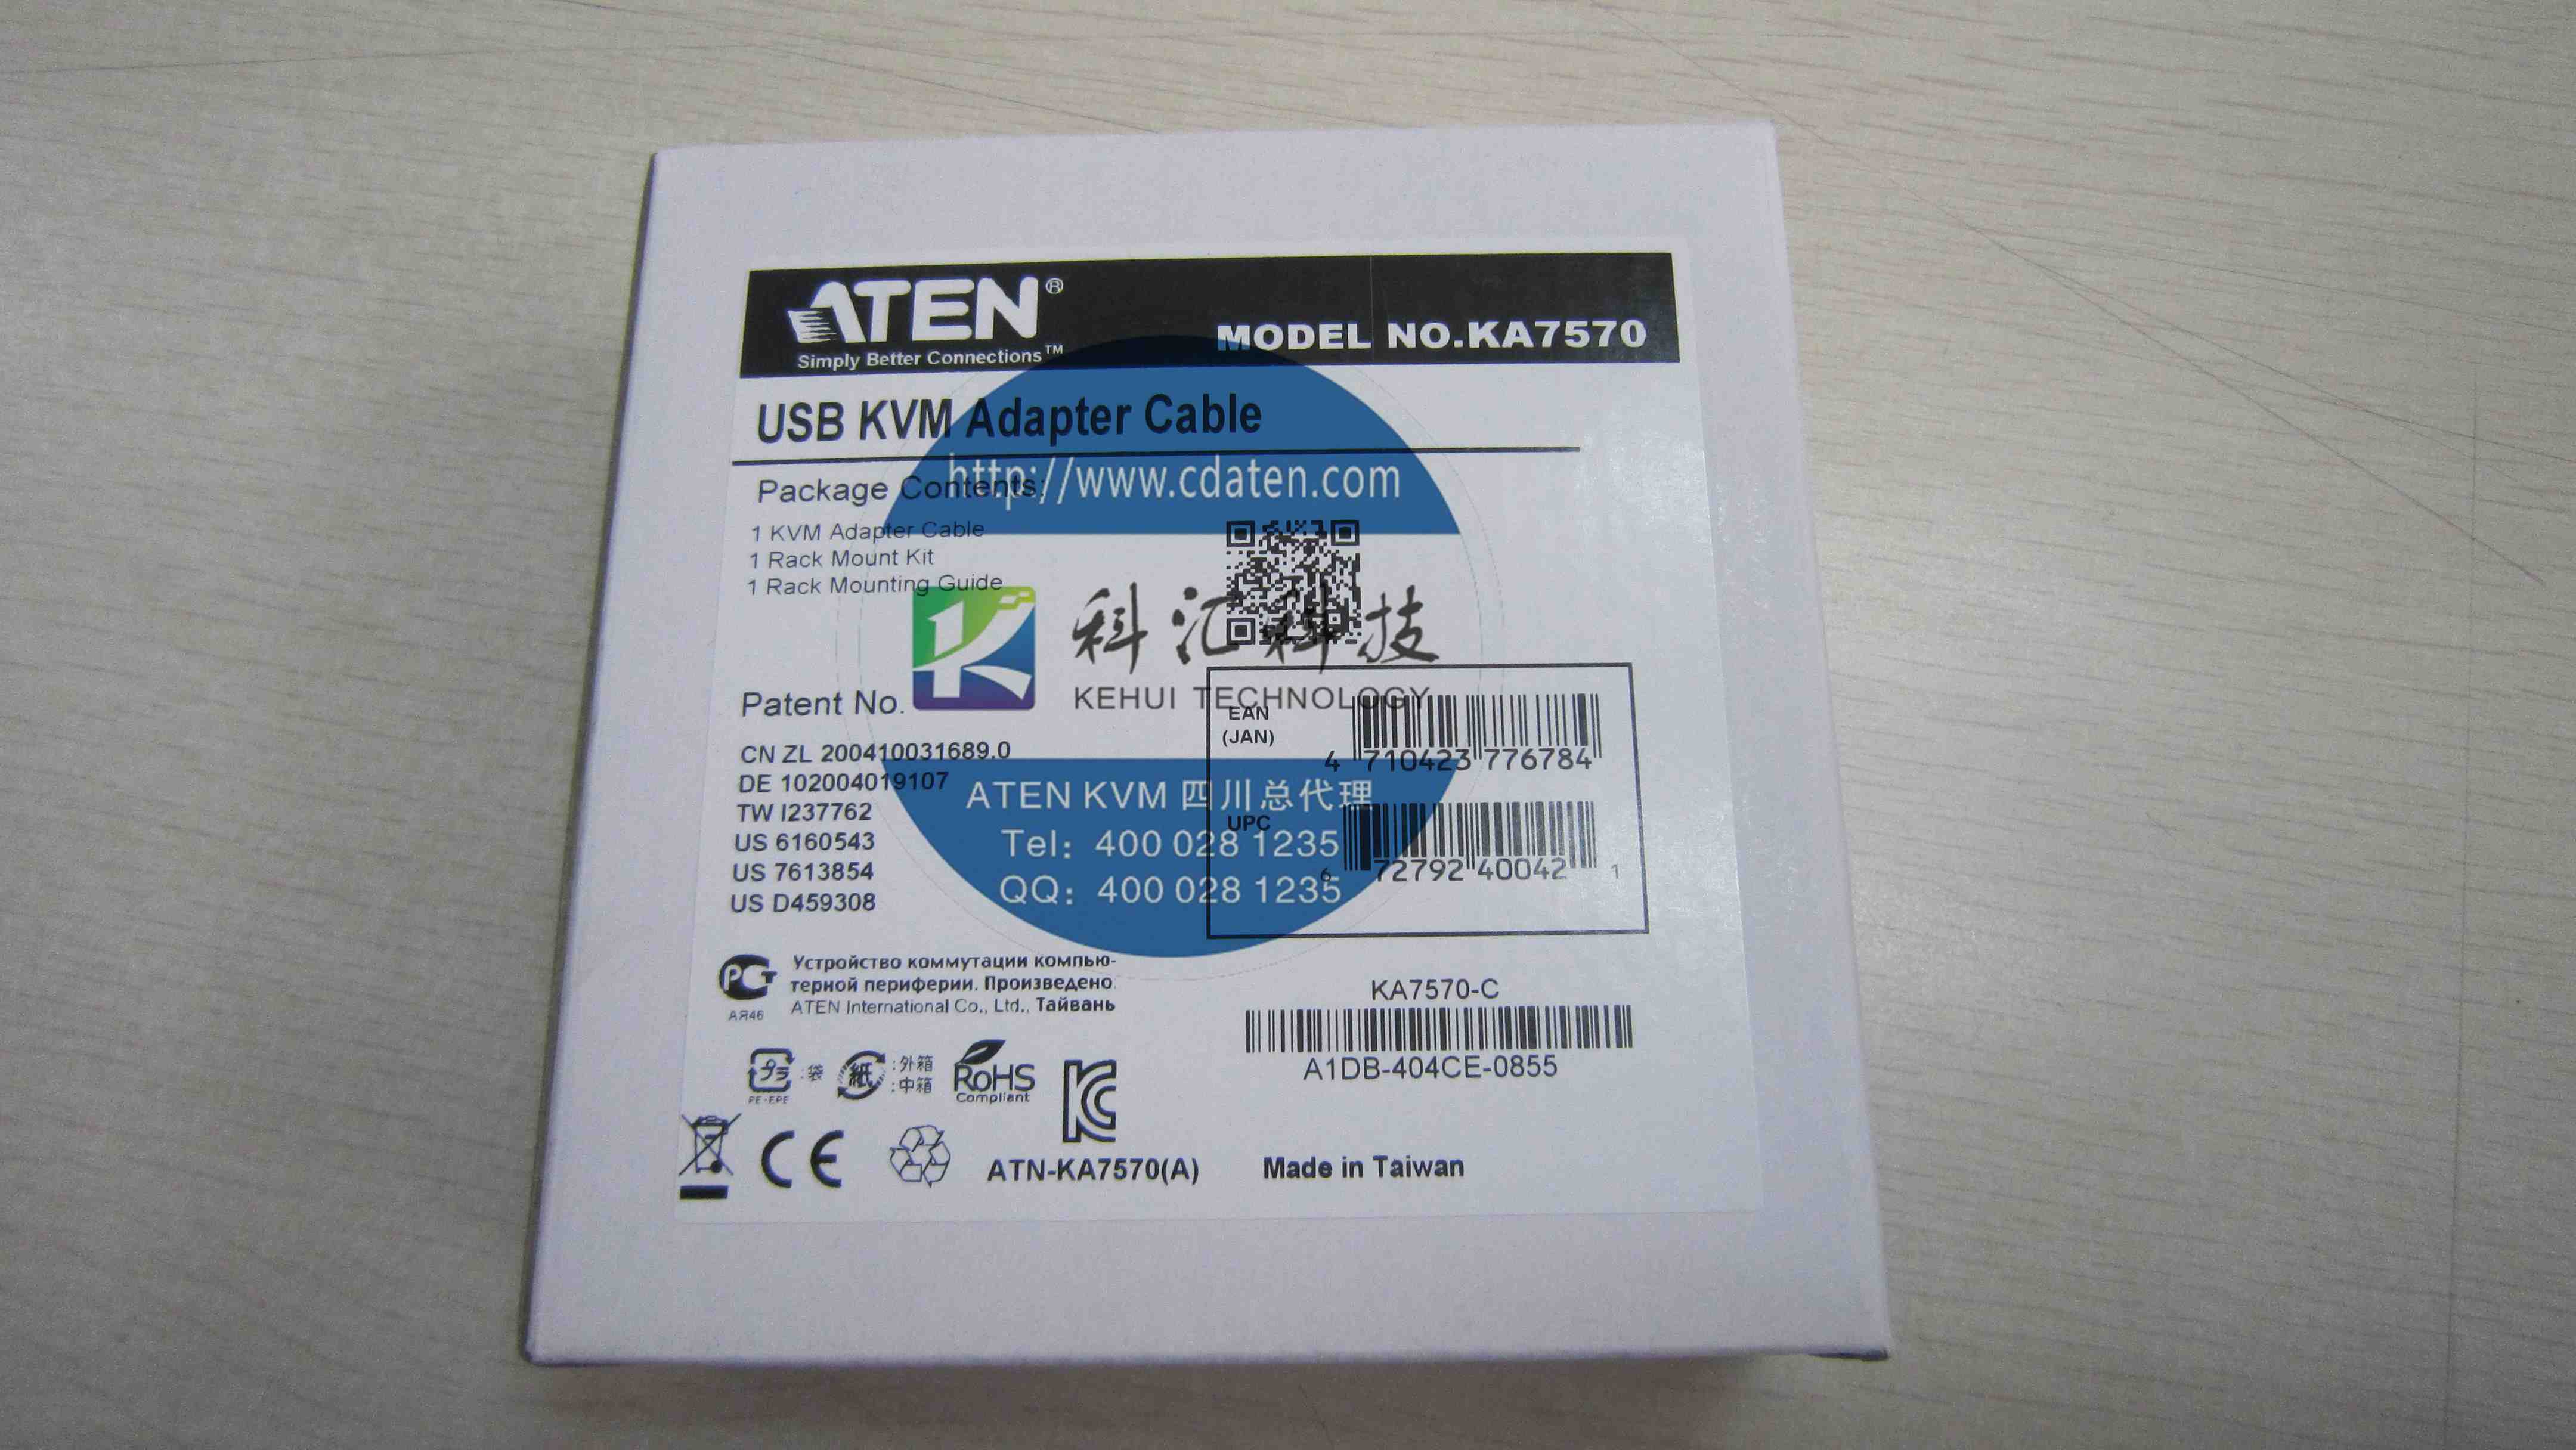 ATEN®
Simply Better Connections™
MODEL NO.KA7570
USB KVM Adapter Cable
http://www.cdaten.com
Package Contents:
1 KVM Adapter Cable
1 Rack Mount Kit
1 Rack Mounting Guide
科汇科技
KEHUI TECHNOLOGY
Patent No.
CN ZL 200410031689.0
DE 102004019107
TW I237762
US 6160543
US 7613854
US D459308
EAN
(JAN)
4 710423 776784
ATEN KVM 四川总代理
UPC
6 72792 40042 1
Tel: 400 028 1235
QQ: 400 028 1235
Устройство коммутации компью-
терной периферии. Произведено.
ATEN International Co., Ltd., Тайвань
РСТ
АЯ46
KA7570-C
A1DB-404CE-0855
プラ :袋
PE·EPE
紙 :外箱
:中箱
RoHS
Compliant
CE
ATN-KA7570(A)
Made in Taiwan